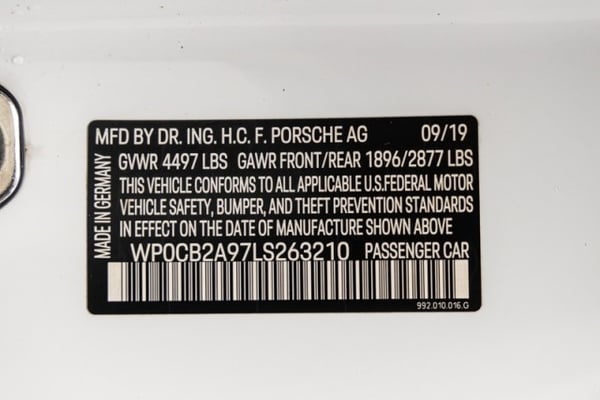 MFD BY DR. ING. H.C. F. PORSCHE AG 09/19
GVWR 4497 LBS GAWR FRONT/REAR 1896/2877 LBS
THIS VEHICLE CONFORMS TO ALL APPLICABLE U.S.FEDERAL MOTOR
VEHICLE SAFETY, BUMPER, AND THEFT PREVENTION STANDARDS
IN EFFECT ON THE DATE OF MANUFACTURE SHOWN ABOVE
WP0CB2A97LS263210 PASSENGER CAR
992.010.016.G
MADE IN GERMANY